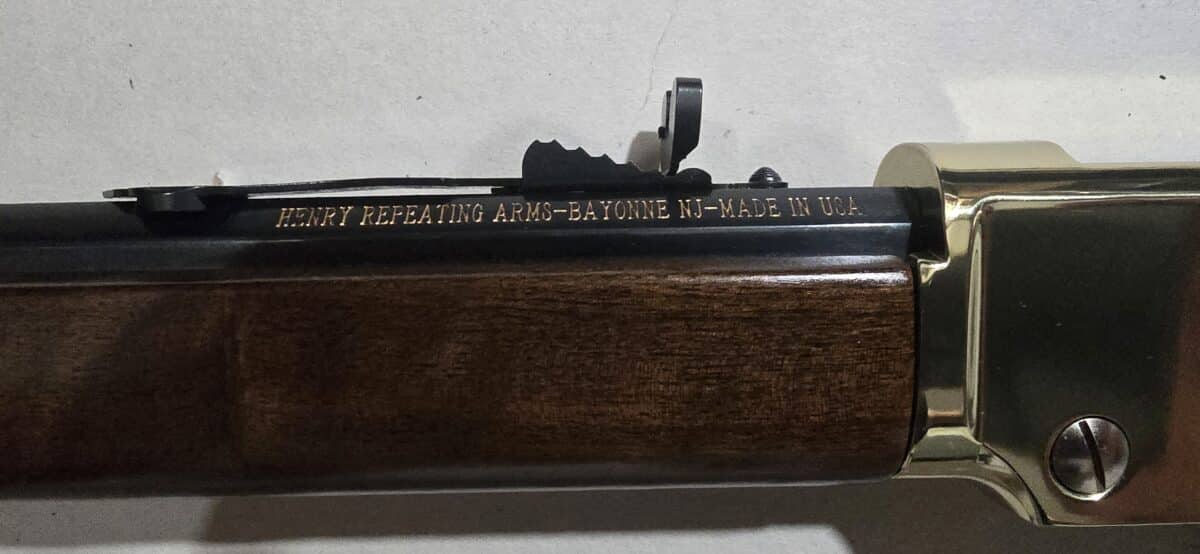 HENRY REPEATING ARMS-BAYONNE NJ-MADE IN USA